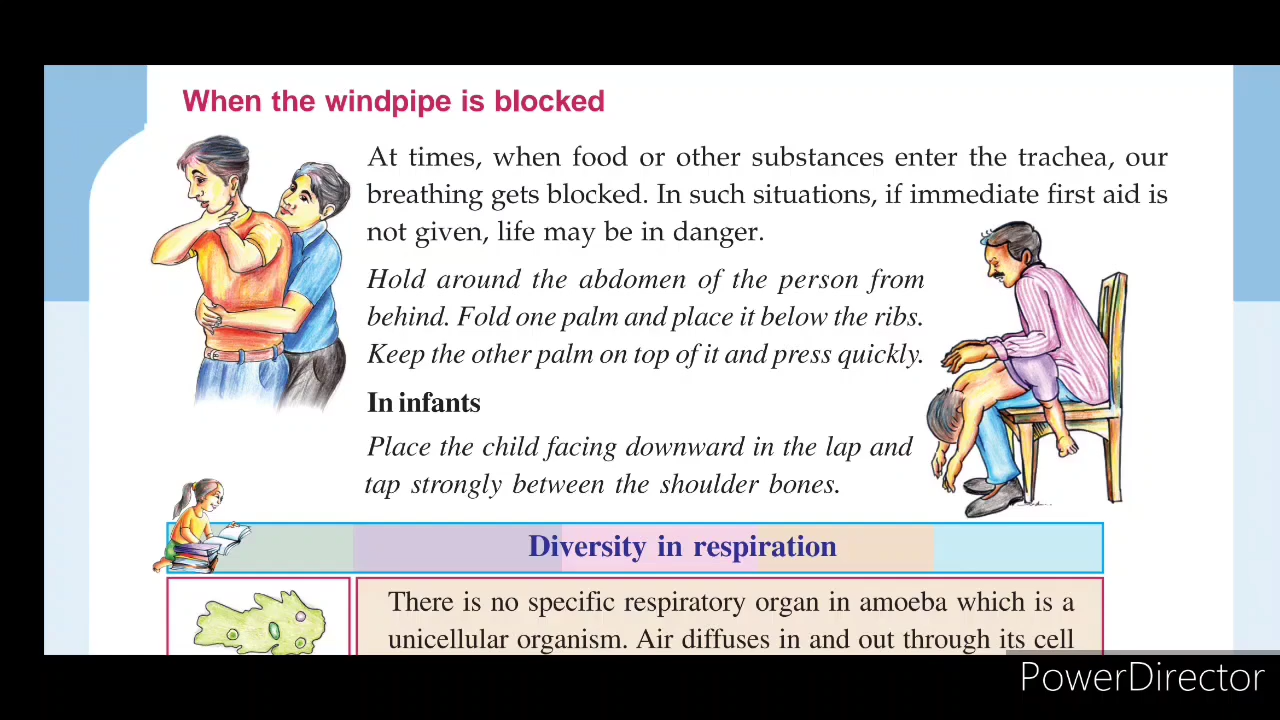 When the windpipe is blocked
At times, when food or other substances enter the trachea, our
breathing gets blocked. In such situations, if immediate first aid is
not given, life may be in danger.
Hold around the abdomen of the person from
behind. Fold one palm and place it below the ribs.
Keep the other palm on top of it and press quickly.
In infants
Place the child facing downward in the lap and
tap strongly between the shoulder bones.
Diversity in respiration
There is no specific respiratory organ in amoeba which is a
unicellular organism. Air diffuses in and out through its cell
PowerDirector